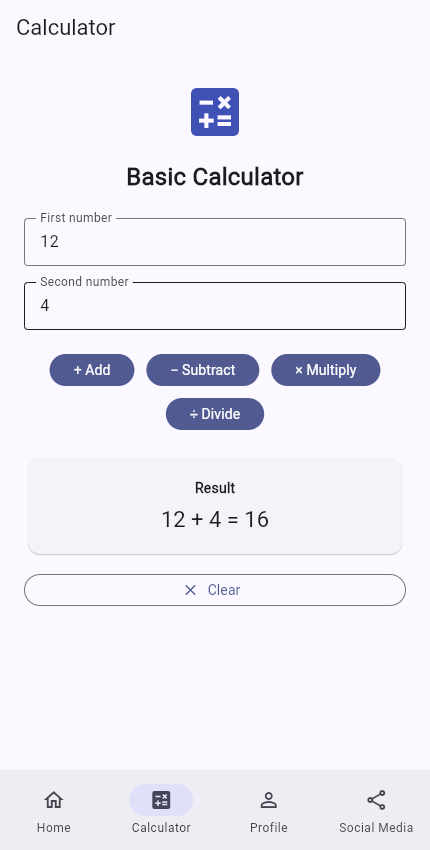 Calculator
Basic Calculator
First number
12
Second number
4
+ Add
− Subtract
× Multiply
÷ Divide
Result
12 + 4 = 16
Clear
Home
Calculator
Profile
Social Media